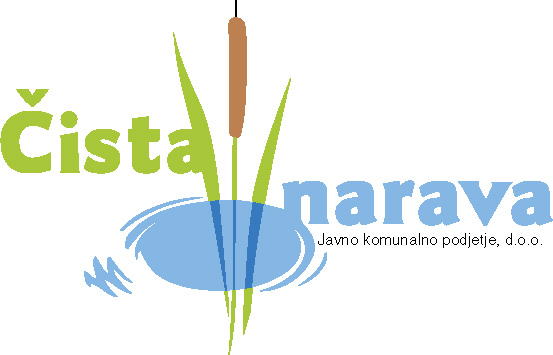 Čista
narava
Javno komunalno podjetje, d.o.o.